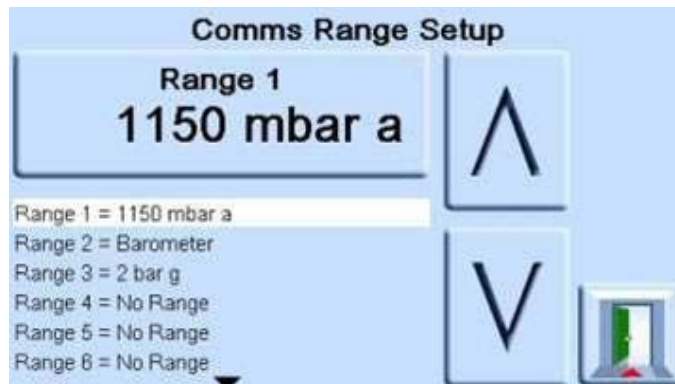 Comms Range Setup
Range 1
1150 mbar a
Range 1 = 1150 mbar a
Range 2 = Barometer
Range 3 = 2 bar g
Range 4 = No Range
Range 5 = No Range
Range 6 = No Range